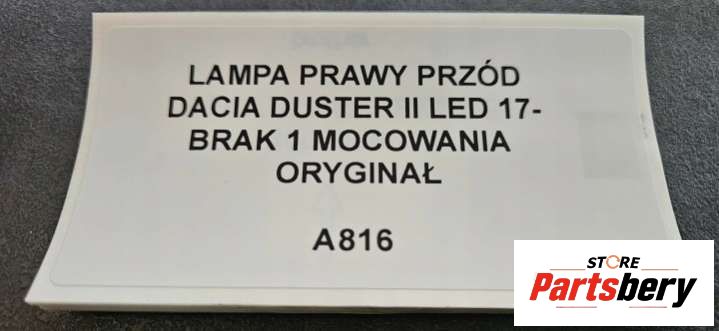 LAMPA PRAWY PRZÓD
DACIA DUSTER II LED 17-
BRAK 1 MOCOWANIA
ORYGINAŁ
A816
STORE
Partsbery